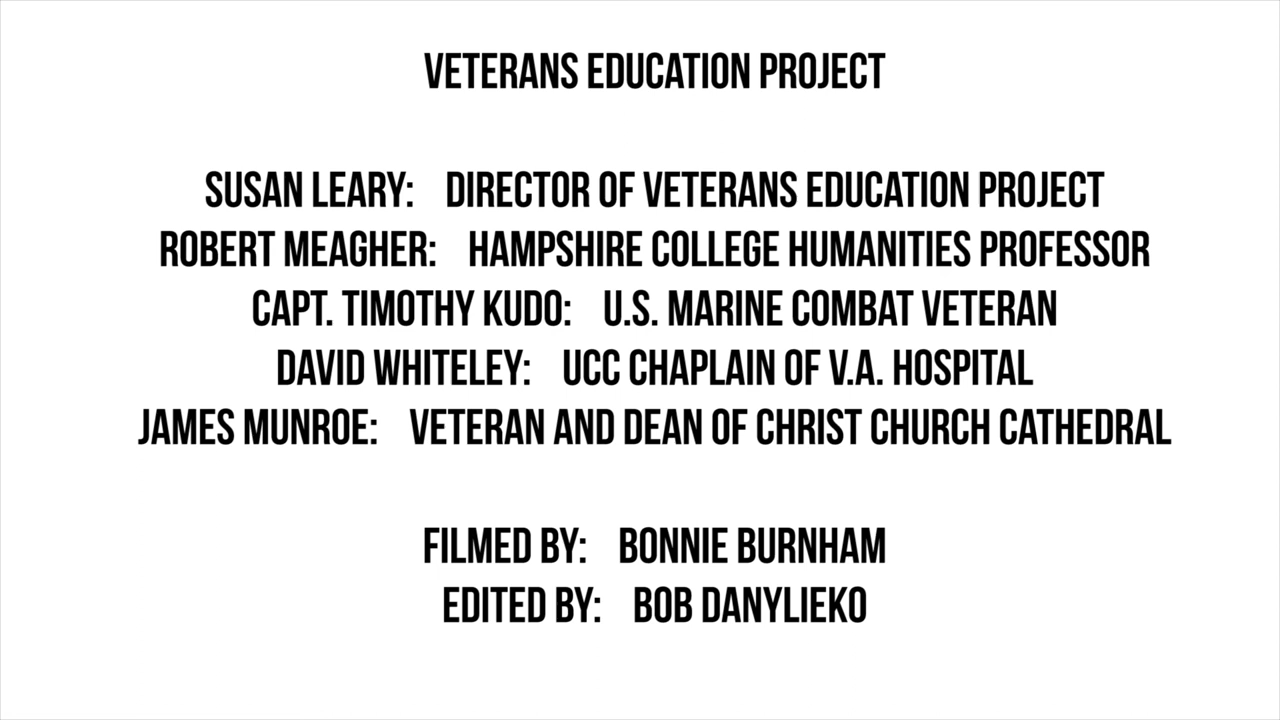 VETERANS EDUCATION PROJECT
SUSAN LEARY: DIRECTOR OF VETERANS EDUCATION PROJECT
ROBERT MEAGHER: HAMPSHIRE COLLEGE HUMANITIES PROFESSOR
CAPT. TIMOTHY KUDO: U.S. MARINE COMBAT VETERAN
DAVID WHITELEY: UCC CHAPLAIN OF V.A. HOSPITAL
JAMES MUNROE: VETERAN AND DEAN OF CHRIST CHURCH CATHEDRAL
FILMED BY: BONNIE BURNHAM
EDITED BY: BOB DANYLIEKO